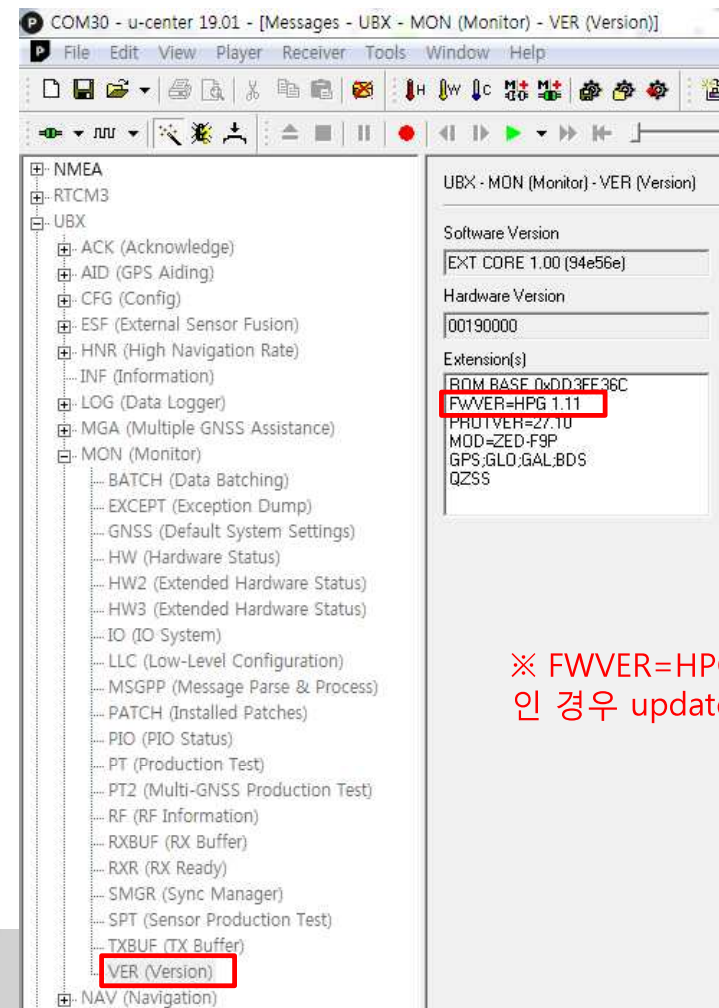 COM30 - u-center 19.01 - [Messages - UBX - MON (Monitor) - VER (Version)]
File Edit View Player Receiver Tools Window Help
NMEA
RTCM3
UBX
ACK (Acknowledge)
AID (GPS Aiding)
CFG (Config)
ESF (External Sensor Fusion)
HNR (High Navigation Rate)
INF (Information)
LOG (Data Logger)
MGA (Multiple GNSS Assistance)
MON (Monitor)
BATCH (Data Batching)
EXCEPT (Exception Dump)
GNSS (Default System Settings)
HW (Hardware Status)
HW2 (Extended Hardware Status)
HW3 (Extended Hardware Status)
IO (IO System)
LLC (Low-Level Configuration)
MSGPP (Message Parse & Process)
PATCH (Installed Patches)
PIO (PIO Status)
PT (Production Test)
PT2 (Multi-GNSS Production Test)
RF (RF Information)
RXBUF (RX Buffer)
RXR (RX Ready)
SMGR (Sync Manager)
SPT (Sensor Production Test)
TXBUF (TX Buffer)
VER (Version)
NAV (Navigation)
UBX - MON (Monitor) - VER (Version)
Software Version
EXT CORE 1.00 (94e56e)
Hardware Version
00190000
Extension(s)
ROM BASE 0xDD3FE36C
FWVER=HPG 1.11
PROTVER=27.10
MOD=ZED-F9P
GPS;GLO;GAL;BDS
QZSS
※ FWVER=HP
인 경우 updat